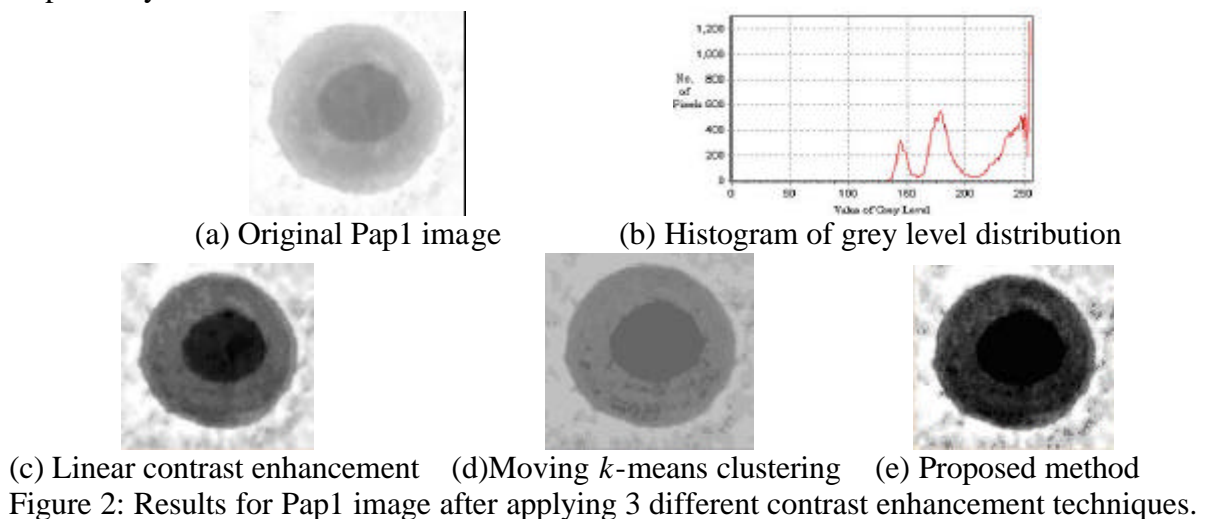 1,200
1,000
No. 800
of
Pixels 600
400
200
0
0 50 100 150 200 250
Value of Grey Level
(a) Original Pap1 image (b) Histogram of grey level distribution
(c) Linear contrast enhancement (d)Moving k-means clustering (e) Proposed method
Figure 2: Results for Pap1 image after applying 3 different contrast enhancement techniques.